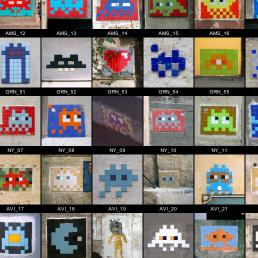 AMS_12 AMS_13 AMS_14 AMS_15 AMS_16
GRN_51 GRN_52 GRN_53 GRN_54 GRN_55
NY_07 NY_08 NY_09 NY_10 NY_11
AVI_17 AVI_18 AVI_19 AVI_20 AVI_21